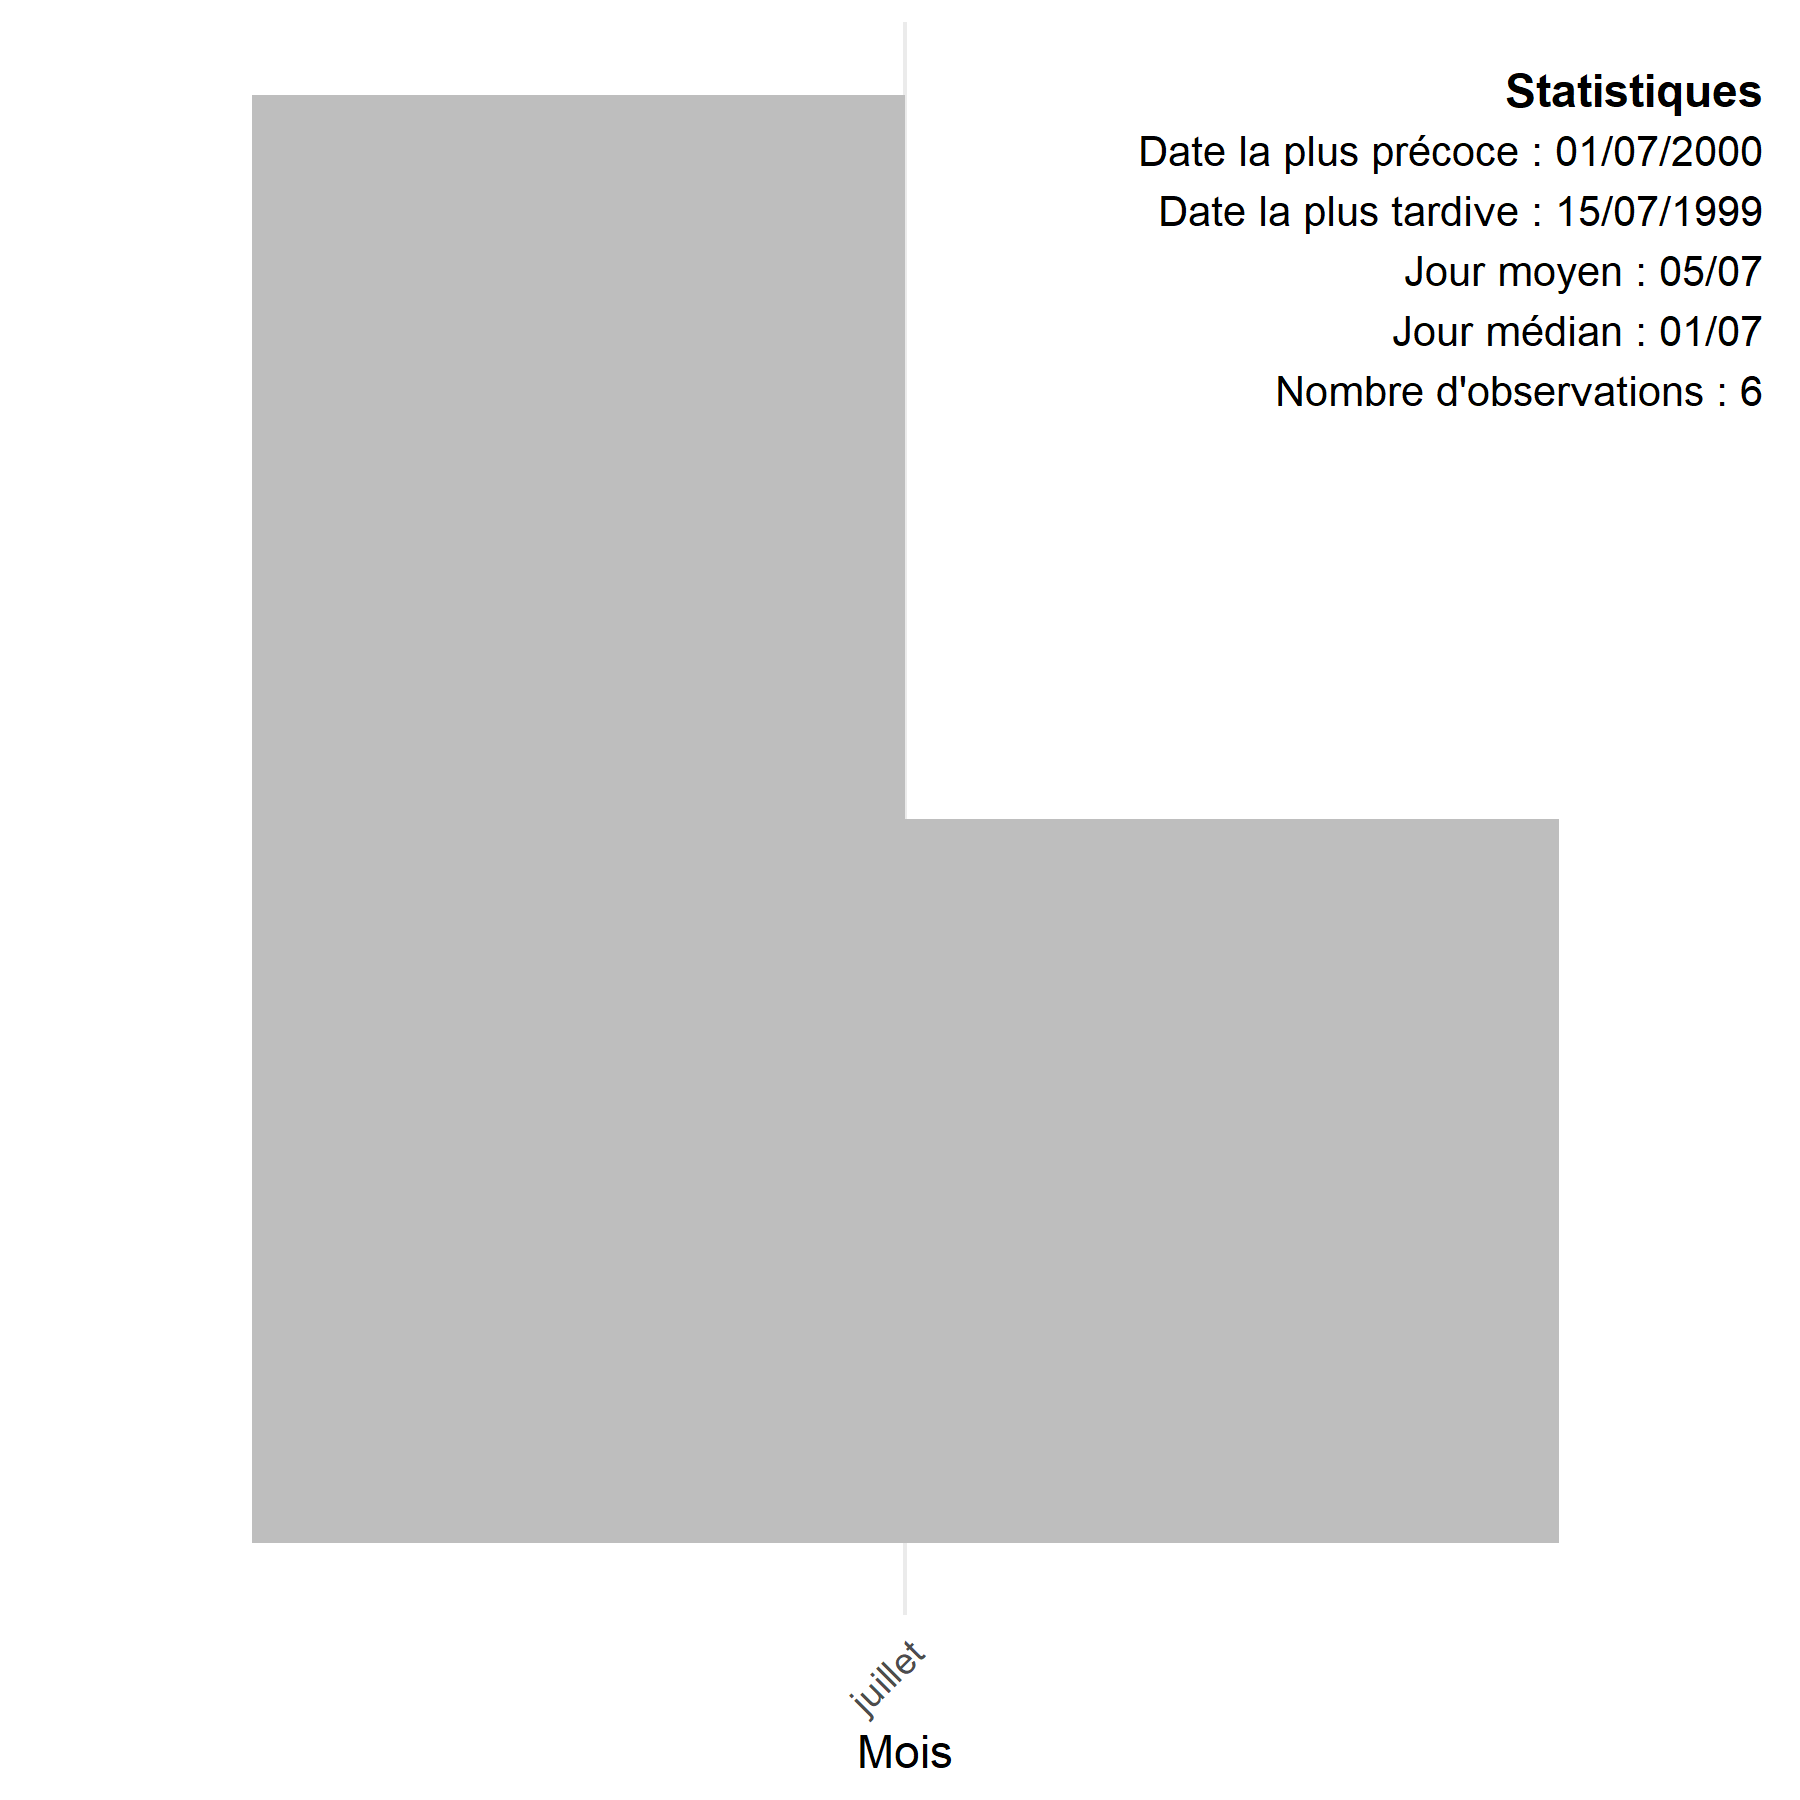 Statistiques
Date la plus précoce : 01/07/2000
Date la plus tardive : 15/07/1999
Jour moyen : 05/07
Jour médian : 01/07
Nombre d'observations : 6
juillet
Mois